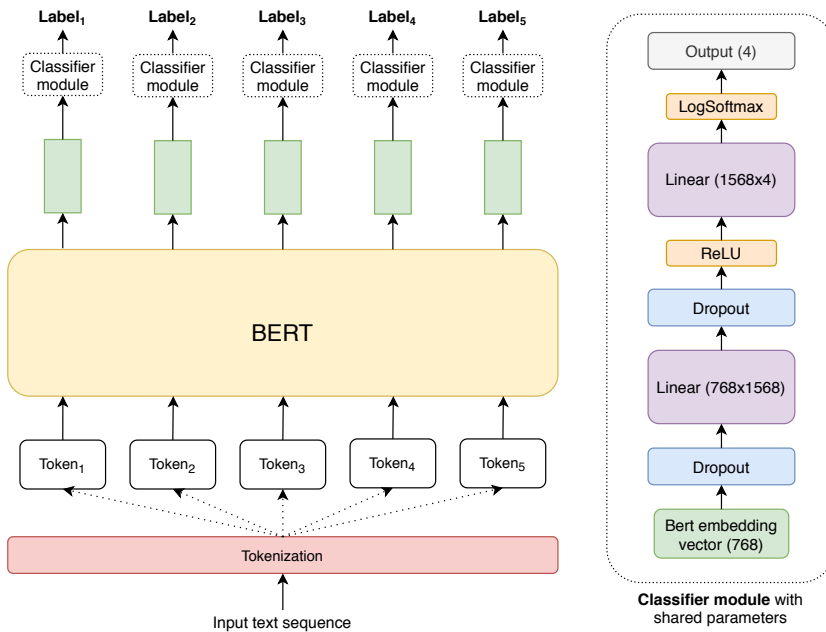 Label₁ Label₂ Label₃ Label₄ Label₅
Classifier module Classifier module Classifier module Classifier module Classifier module
BERT
Token₁ Token₂ Token₃ Token₄ Token₅
Tokenization
Input text sequence
Output (4)
LogSoftmax
Linear (1568x4)
ReLU
Dropout
Linear (768x1568)
Dropout
Bert embedding
vector (768)
Classifier module with
shared parameters